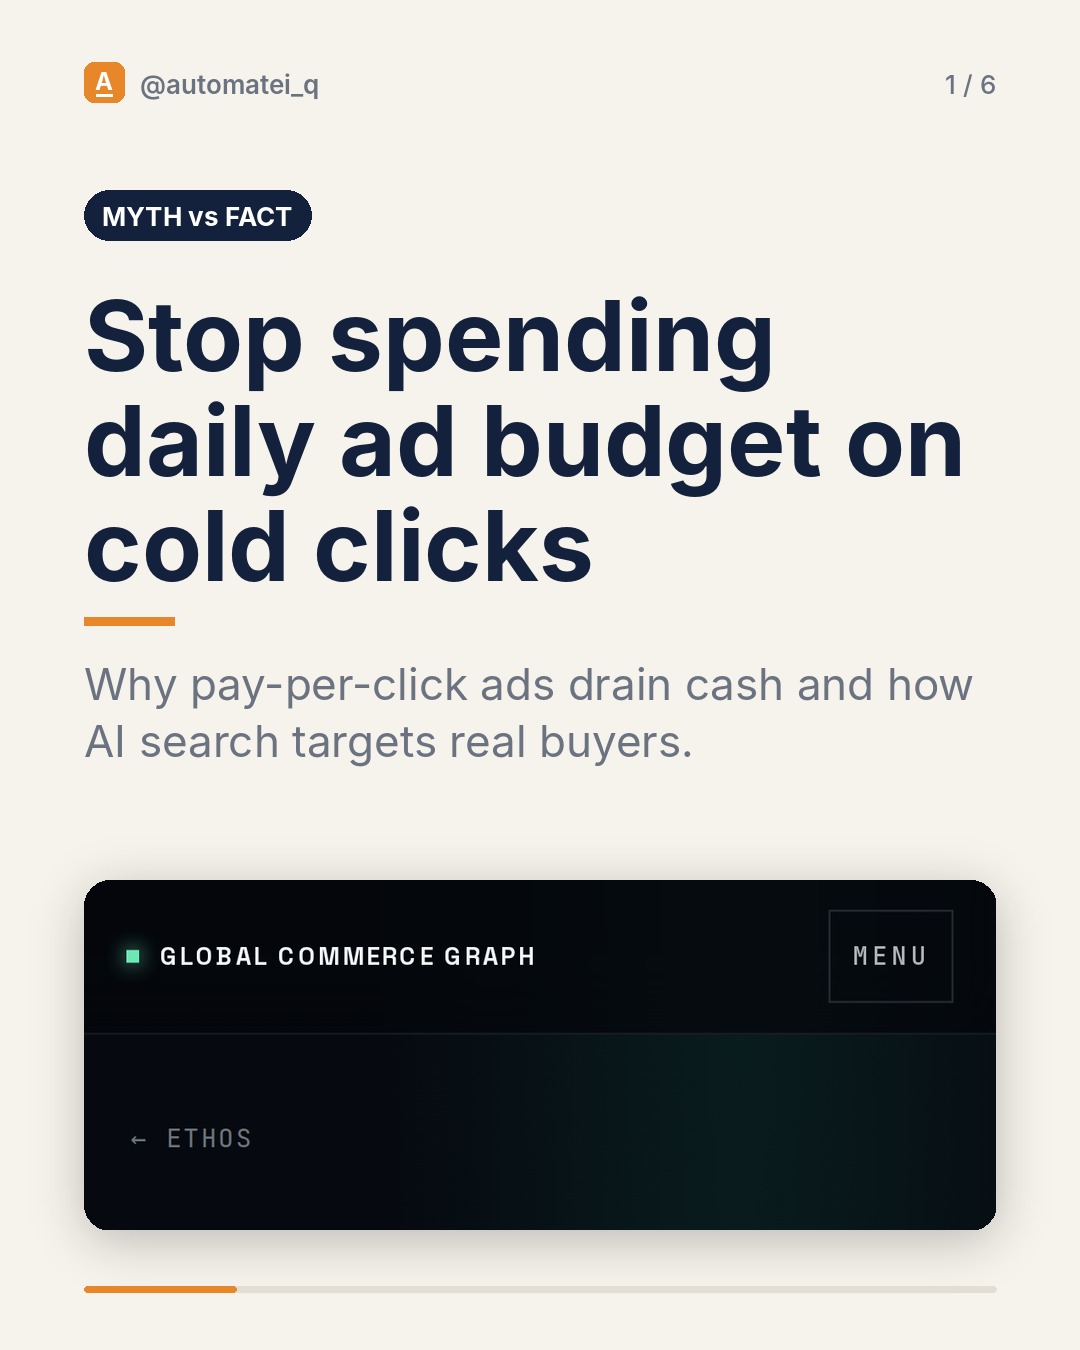 A
@automatei_q
1 / 6
MYTH vs FACT
Stop spending
daily ad budget on
cold clicks
Why pay-per-click ads drain cash and how
AI search targets real buyers.
GLOBAL COMMERCE GRAPH
MENU
← ETHOS